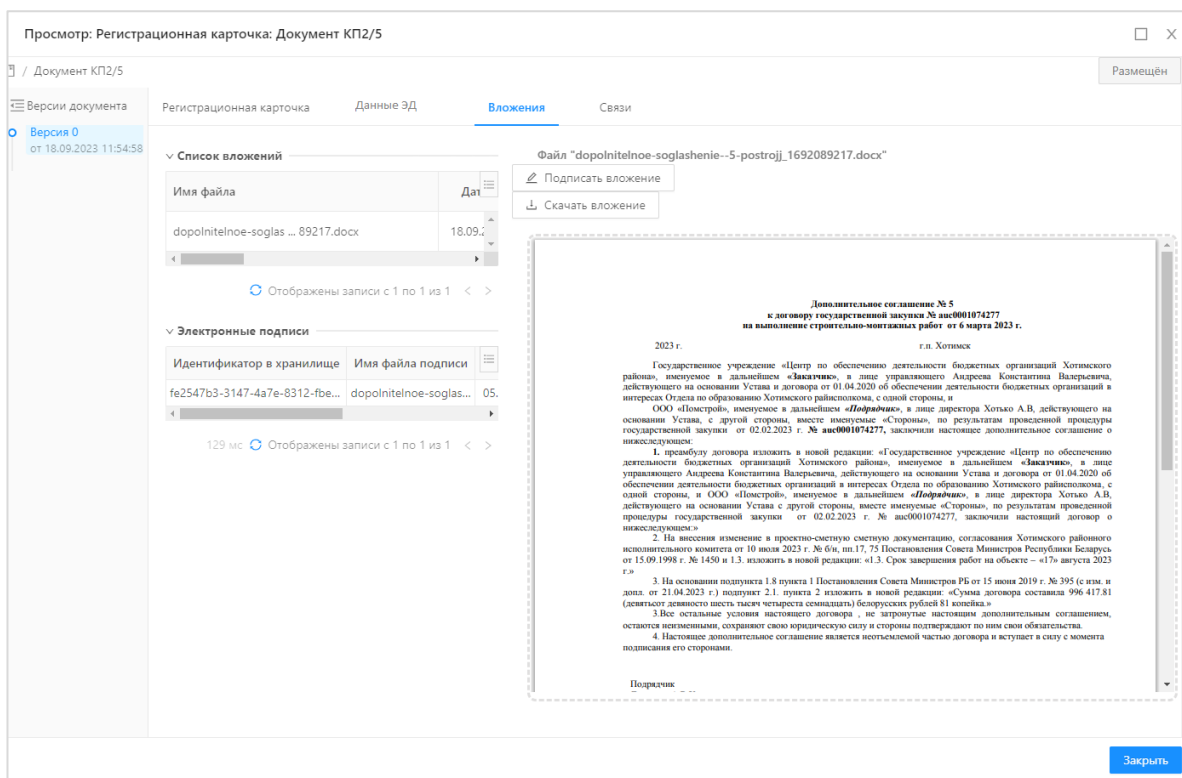 Просмотр: Регистрационная карточка: Документ КП2/5
/ Документ КП2/5
Размещён
Версии документа
Версия 0
от 18.09.2023 11:54:58
Регистрационная карточка
Данные ЭД
Вложения
Связи
Список вложений
Имя файла
Дат
dopolnitelnoe-soglas ... 89217.docx
18.09.2
Отображены записи с 1 по 1 из 1
Электронные подписи
Идентификатор в хранилище
Имя файла подписи
fe2547b3-3147-4a7e-8312-fbe...
dopolnitelnoe-soglas...
05.
129 мс
Отображены записи с 1 по 1 из 1
Файл "dopolnitelnoe-soglashenie--5-postrojj_1692089217.docx"
Подписать вложение
Скачать вложение
Дополнительное соглашение № 5
к договору государственной закупки № auc0001074277
на выполнение строительно-монтажных работ от 6 марта 2023 г.
2023 г.
г.п. Хотимск
Государственное учреждение «Центр по обеспечению деятельности бюджетных организаций Хотимского
района», именуемое в дальнейшем «Заказчик», в лице управляющего Андреева Константина Валерьевича,
действующего на основании Устава и договора от 01.04.2020 об обеспечении деятельности бюджетных организаций в
интересах Отдела по образованию Хотимского райисполкома, с одной стороны, и
ООО «Помстрой», именуемое в дальнейшем «Подрядчик», в лице директора Хотько А.В, действующего на
основании Устава, с другой стороны, вместе именуемые «Стороны», по результатам проведенной процедуры
государственной закупки от 02.02.2023 г. № auc0001074277, заключили настоящее дополнительное соглашение о
нижеследующем:
1. преамбулу договора изложить в новой редакции: «Государственное учреждение «Центр по обеспечению
деятельности бюджетных организаций Хотимского района», именуемое в дальнейшем «Заказчик», в лице
управляющего Андреева Константина Валерьевича, действующего на основании Устава и договора от 01.04.2020 об
обеспечении деятельности бюджетных организаций в интересах Отдела по образованию Хотимского райисполкома, с
одной стороны, и ООО «Помстрой», именуемое в дальнейшем «Подрядчик», в лице директора Хотько А.В,
действующего на основании Устава с другой стороны, вместе именуемые «Стороны», по результатам проведенной
процедуры государственной закупки от 02.02.2023 г. № auc0001074277, заключили настоящий договор о
нижеследующем:»
2. На внесения изменение в проектно-сметную сметную документацию, согласования Хотимского районного
исполнительного комитета от 10 июля 2023 г. № б/н, пп.17, 75 Постановления Совета Министров Республики Беларусь
от 15.09.1998 г. № 1450 и 1.3. изложить в новой редакции: «1.3. Срок завершения работ на объекте – «17» августа 2023
г.»
3. На основании подпункта 1.8 пункта 1 Постановления Совета Министров РБ от 15 июня 2019 г. № 395 (с изм. и
допл. от 21.04.2023 г.) подпункт 2.1. пункта 2 изложить в новой редакции: «Сумма договора составила 996 417.81
(девятьсот девяносто шесть тысяч четыреста семнадцать) белорусских рублей 81 копейка.»
3.Все остальные условия настоящего договора , не затронутые настоящим дополнительным соглашением,
остаются неизменными, сохраняют свою юридическую силу и стороны подтверждают по ним свои обязательства.
4. Настоящее дополнительное соглашение является неотъемлемой частью договора и вступает в силу с момента
подписания его сторонами.
Подрядчик
Закрыть